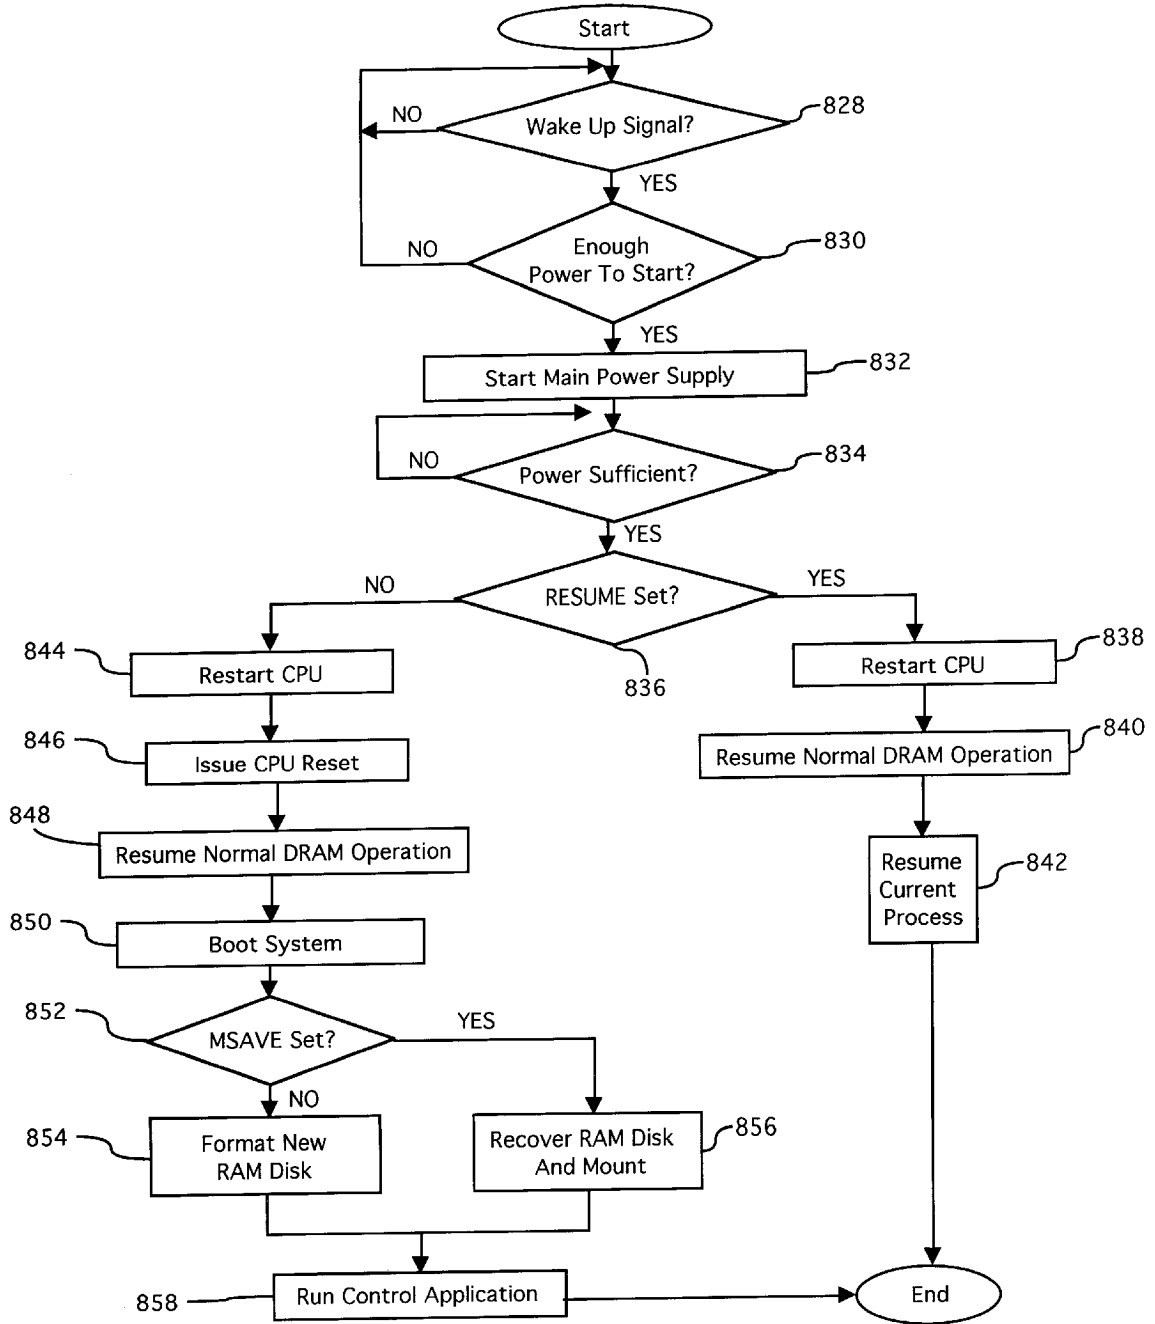 Start
828
NO
Wake Up Signal?
YES
830
NO
Enough
Power To Start?
YES
832
Start Main Power Supply
834
NO
Power Sufficient?
YES
NO
YES
RESUME Set?
844
838
Restart CPU
Restart CPU
836
846
840
Issue CPU Reset
Resume Normal DRAM Operation
848
Resume Normal DRAM Operation
Resume
Current
Process
842
850
Boot System
852
MSAVE Set?
YES
NO
854
Format New
RAM Disk
Recover RAM Disk
And Mount
856
858
Run Control Application
End